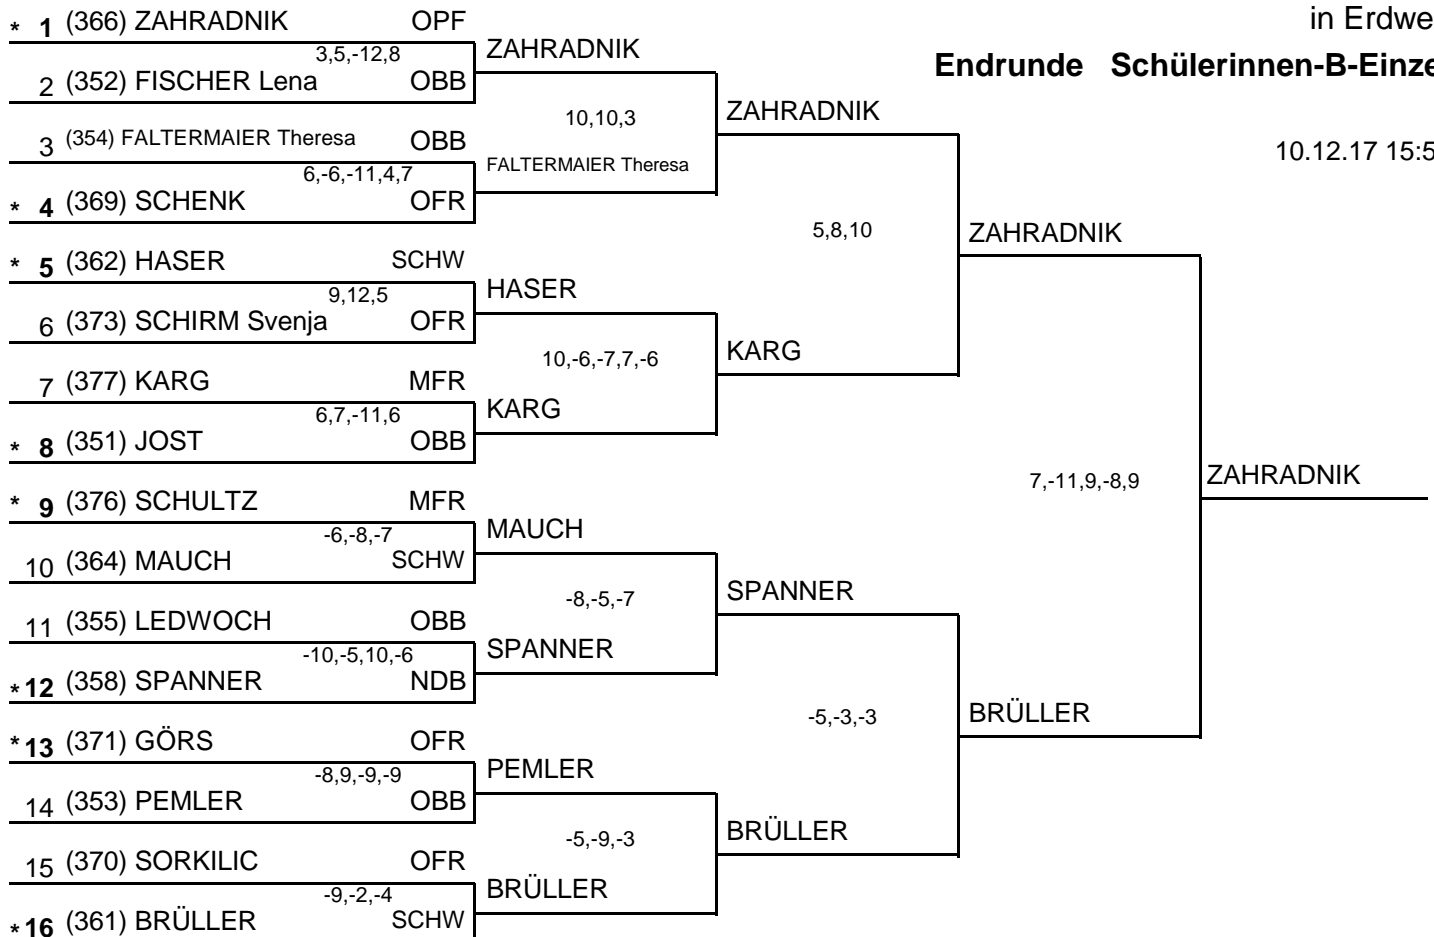 * 1 (366) ZAHRADNIK OPF
in Erdwe
3,5,-12,8
ZAHRADNIK
Endrunde Schülerinnen-B-Einze
2 (352) FISCHER Lena OBB
10,10,3
ZAHRADNIK
3 (354) FALTERMAIER Theresa OBB
10.12.17 15:5
6,-6,-11,4,7
FALTERMAIER Theresa
* 4 (369) SCHENK OFR
5,8,10
ZAHRADNIK
* 5 (362) HASER SCHW
9,12,5
HASER
6 (373) SCHIRM Svenja OFR
10,-6,-7,7,-6
KARG
7 (377) KARG MFR
6,7,-11,6
KARG
* 8 (351) JOST OBB
7,-11,9,-8,9
ZAHRADNIK
* 9 (376) SCHULTZ MFR
-6,-8,-7
MAUCH
10 (364) MAUCH SCHW
-8,-5,-7
SPANNER
11 (355) LEDWOCH OBB
-10,-5,10,-6
SPANNER
* 12 (358) SPANNER NDB
-5,-3,-3
BRÜLLER
* 13 (371) GÖRS OFR
-8,9,-9,-9
PEMLER
14 (353) PEMLER OBB
-5,-9,-3
BRÜLLER
15 (370) SORKILIC OFR
-9,-2,-4
BRÜLLER
* 16 (361) BRÜLLER SCHW